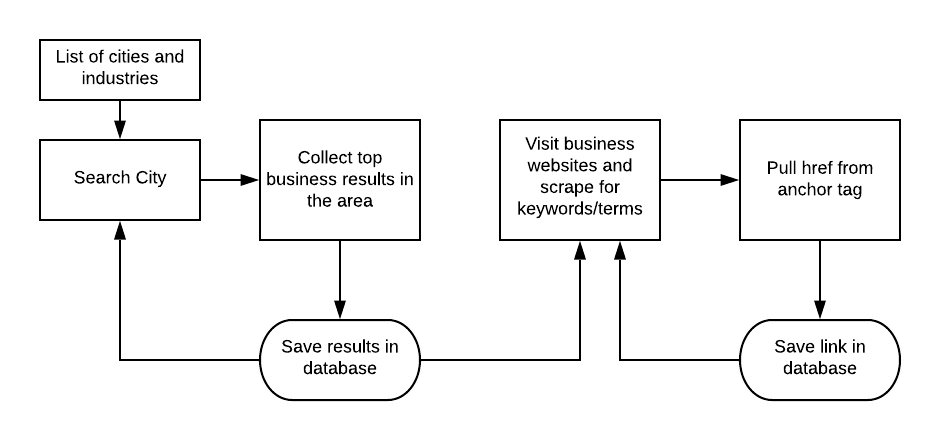 List of cities and
industries
Search City
Collect top
business results in
the area
Save results in
database
Visit business
websites and
scrape for
keywords/terms
Pull href from
anchor tag
Save link in
database